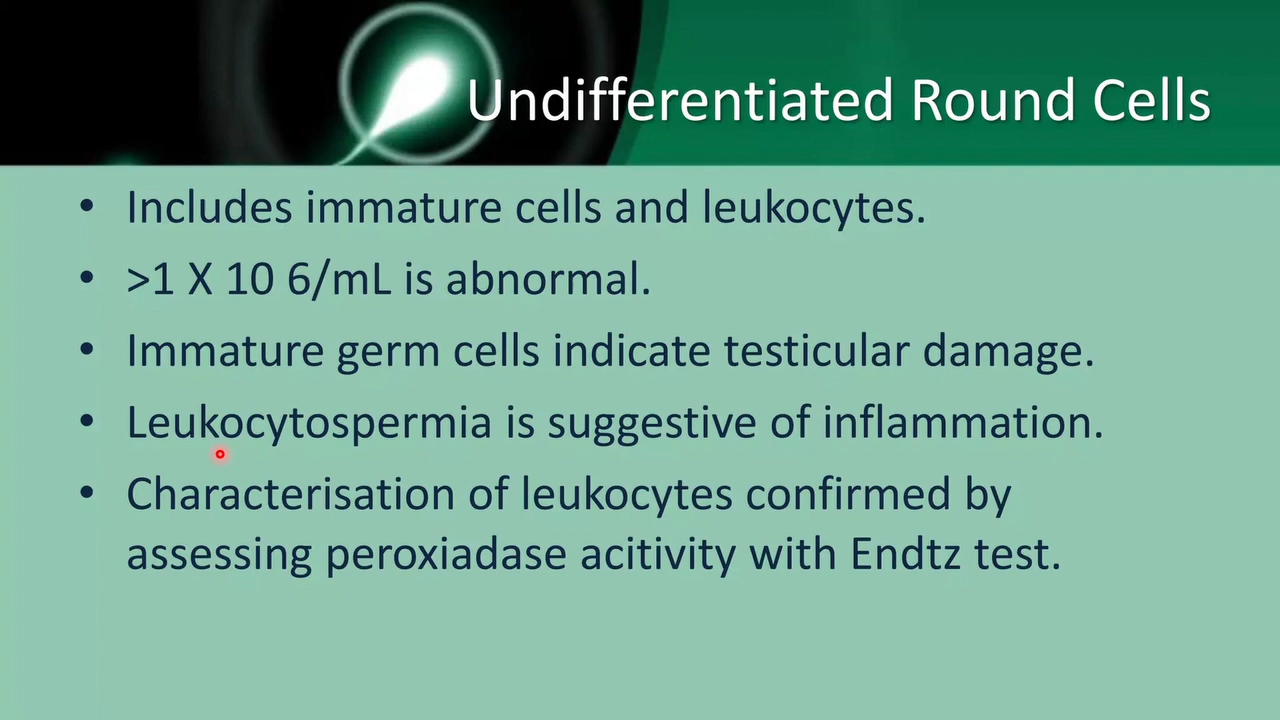 Undifferentiated Round Cells
• Includes immature cells and leukocytes.
• >1 X 10 6/mL is abnormal.
• Immature germ cells indicate testicular damage.
• Leukocytospermia is suggestive of inflammation.
• Characterisation of leukocytes confirmed by
assessing peroxiadase acitivity with Endtz test.